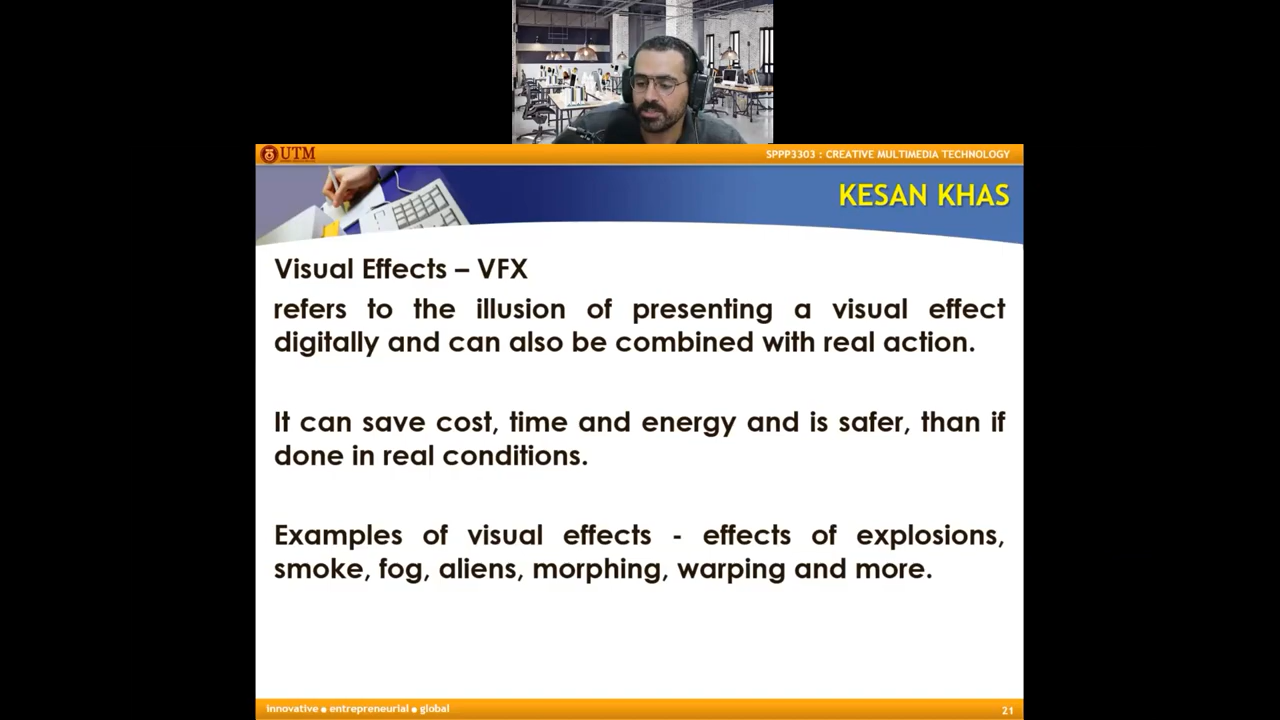 UTM
SPPP3303 : CREATIVE MULTIMEDIA TECHNOLOGY
KESAN KHAS
Visual Effects – VFX
refers to the illusion of presenting a visual effect
digitally and can also be combined with real action.
It can save cost, time and energy and is safer, than if
done in real conditions.
Examples of visual effects - effects of explosions,
smoke, fog, aliens, morphing, warping and more.
innovative ● entrepreneurial ● global
21